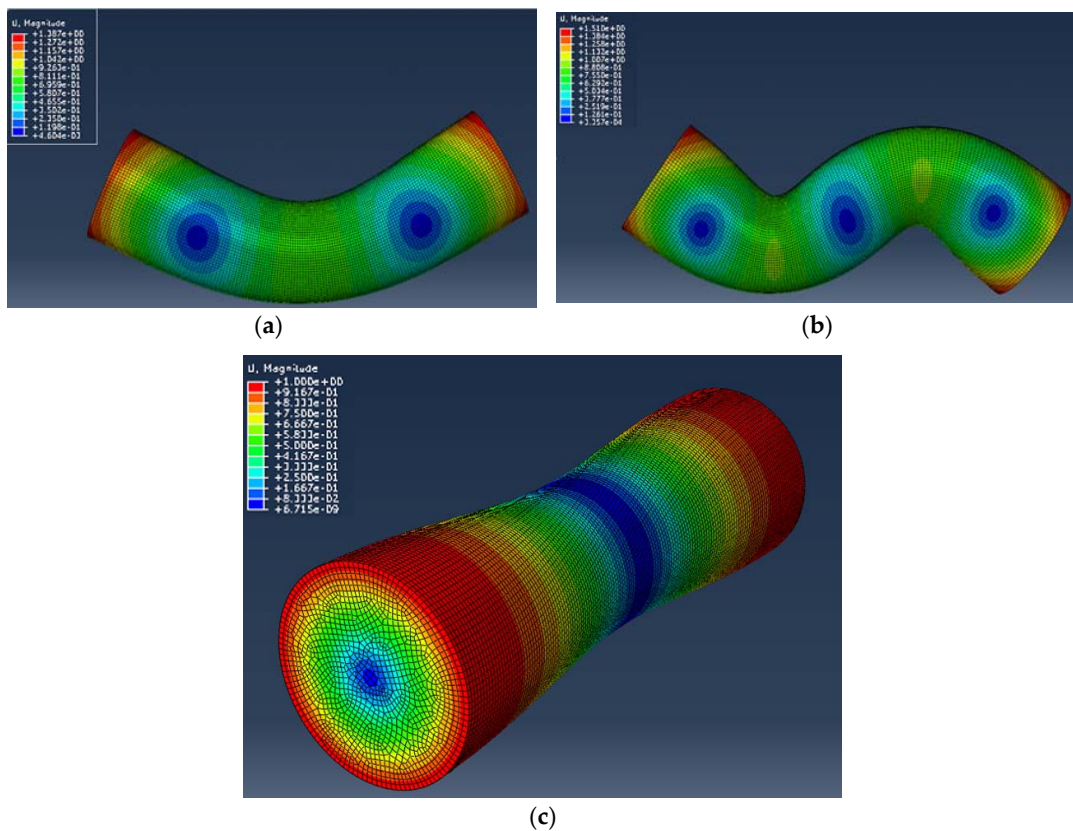 U, Magnitude
+1.387e+00
+1.272e+00
+1.157e+00
+1.042e+00
+9.263e-01
+8.111e-01
+6.959e-01
+5.807e-01
+4.655e-01
+3.502e-01
+2.350e-01
+1.198e-01
+4.604e-03
(a)
U, Magnitude
+1.510e+00
+1.384e+00
+1.258e+00
+1.132e+00
+1.007e+00
+8.808e-01
+7.550e-01
+6.292e-01
+5.034e-01
+3.777e-01
+2.519e-01
+1.261e-01
+3.357e-04
(b)
U, Magnitude
+1.000e+00
+9.167e-01
+8.333e-01
+7.500e-01
+6.667e-01
+5.833e-01
+5.000e-01
+4.167e-01
+3.333e-01
+2.500e-01
+1.667e-01
+8.333e-02
+6.715e-09
(c)